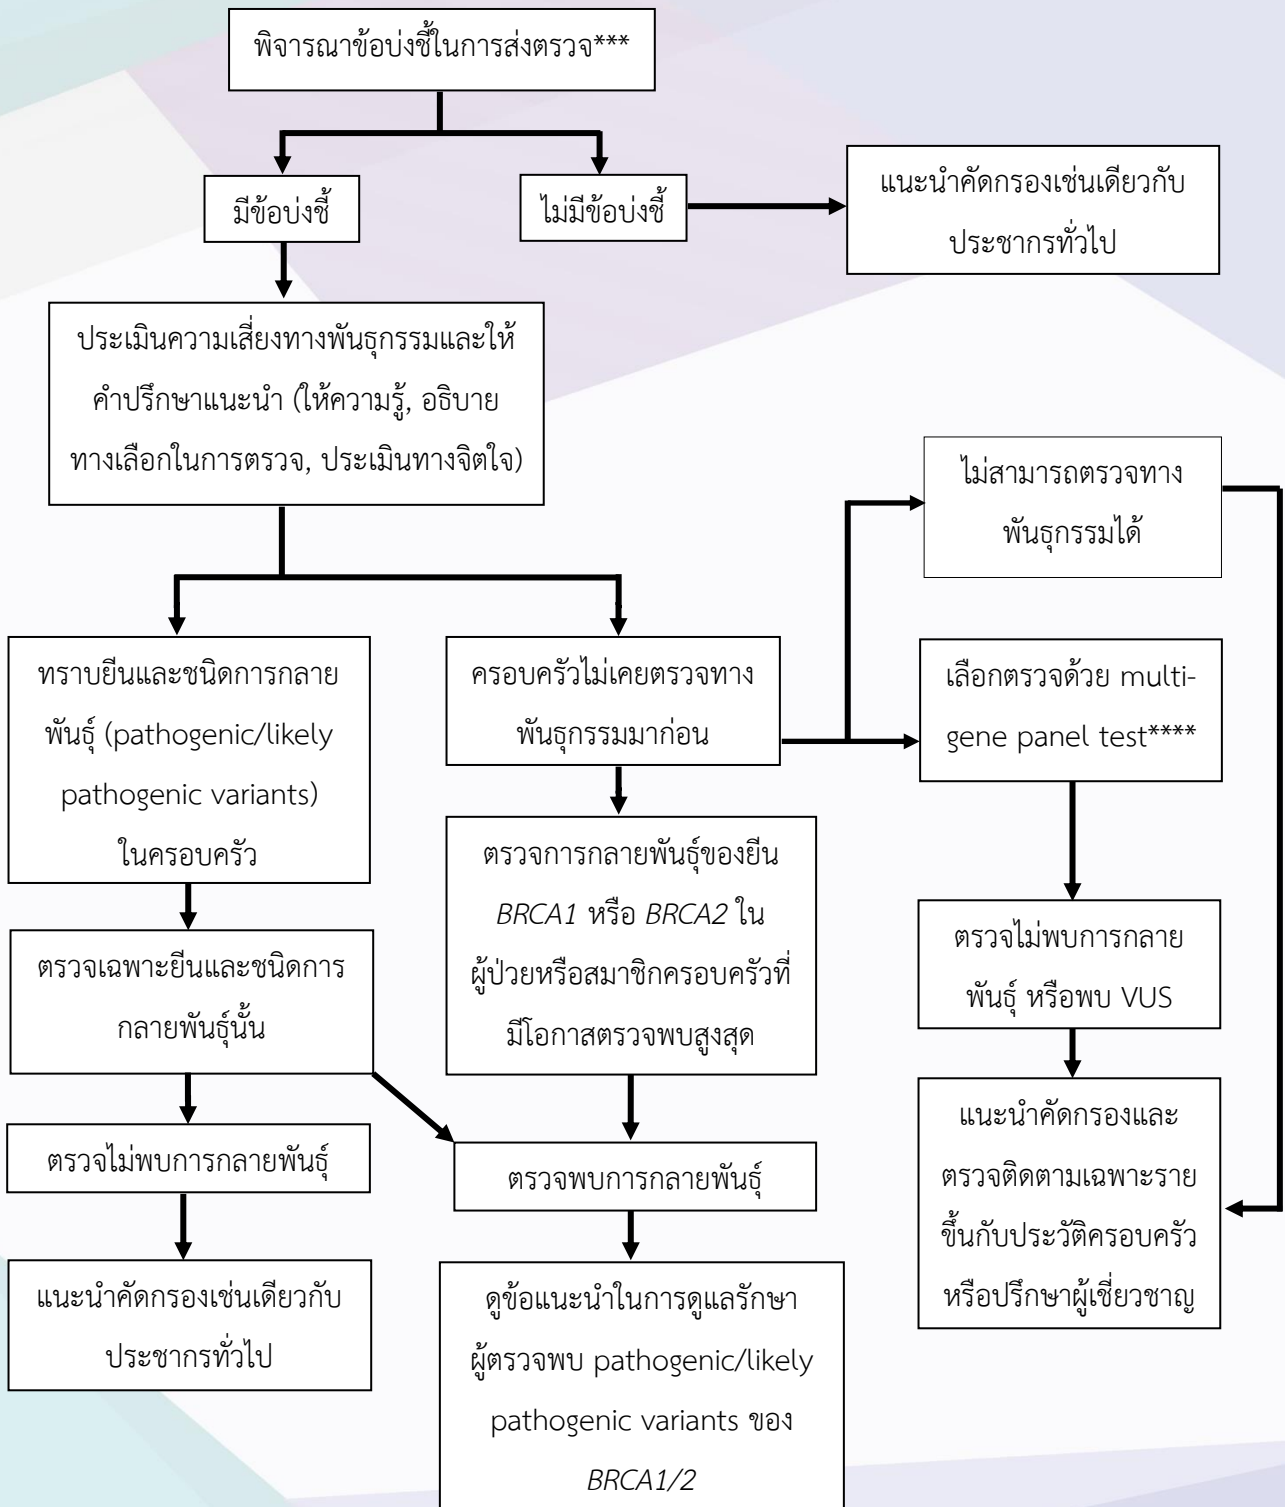 พิจารณาข้อบ่งชี้ในการส่งตรวจ***
มีข้อบ่งชี้
ไม่มีข้อบ่งชี้
แนะนำคัดกรองเช่นเดียวกับ
ประชากรทั่วไป
ประเมินความเสี่ยงทางพันธุกรรมและให้
คำปรึกษาแนะนำ (ให้ความรู้, อธิบาย
ทางเลือกในการตรวจ, ประเมินทางจิตใจ)
ไม่สามารถตรวจทาง
พันธุกรรมได้
ทราบยีนและชนิดการกลาย
พันธุ์ (pathogenic/likely
pathogenic variants)
ในครอบครัว
ครอบครัวไม่เคยตรวจทาง
พันธุกรรมมาก่อน
เลือกตรวจด้วย multi-
gene panel test****
ตรวจการกลายพันธุ์ของยีน
BRCA1 หรือ BRCA2 ใน
ผู้ป่วยหรือสมาชิกครอบครัวที่
มีโอกาสตรวจพบสูงสุด
ตรวจไม่พบการกลาย
พันธุ์ หรือพบ VUS
ตรวจเฉพาะยีนและชนิดการ
กลายพันธุ์นั้น
แนะนำคัดกรองและ
ตรวจติดตามเฉพาะราย
ขึ้นกับประวัติครอบครัว
หรือปรึกษาผู้เชี่ยวชาญ
ตรวจไม่พบการกลายพันธุ์
ตรวจพบการกลายพันธุ์
แนะนำคัดกรองเช่นเดียวกับ
ประชากรทั่วไป
ดูข้อแนะนำในการดูแลรักษา
ผู้ตรวจพบ pathogenic/likely
pathogenic variants ของ
BRCA1/2